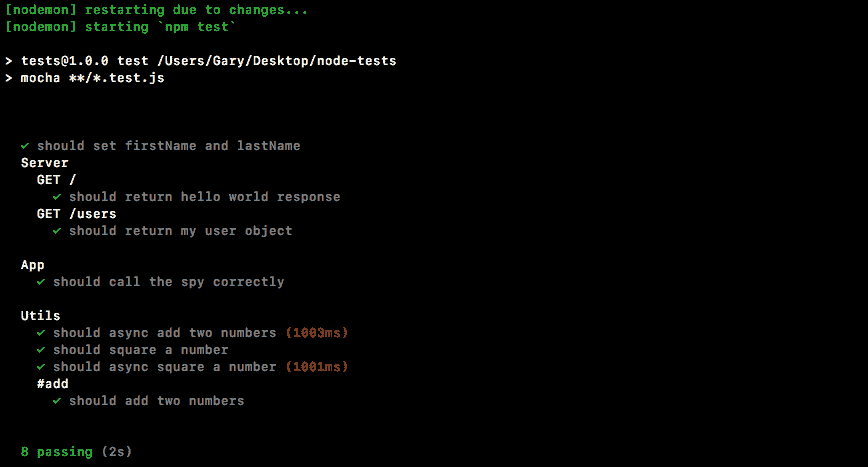 [nodemon] restarting due to changes...
[nodemon] starting `npm test`
> tests@1.0.0 test /Users/Gary/Desktop/node-tests
> mocha **/*.test.js
✓ should set firstName and lastName
Server
GET /
✓ should return hello world response
GET /users
✓ should return my user object
App
✓ should call the spy correctly
Utils
✓ should async add two numbers (1003ms)
✓ should square a number
✓ should async square a number (1001ms)
#add
✓ should add two numbers
8 passing (2s)